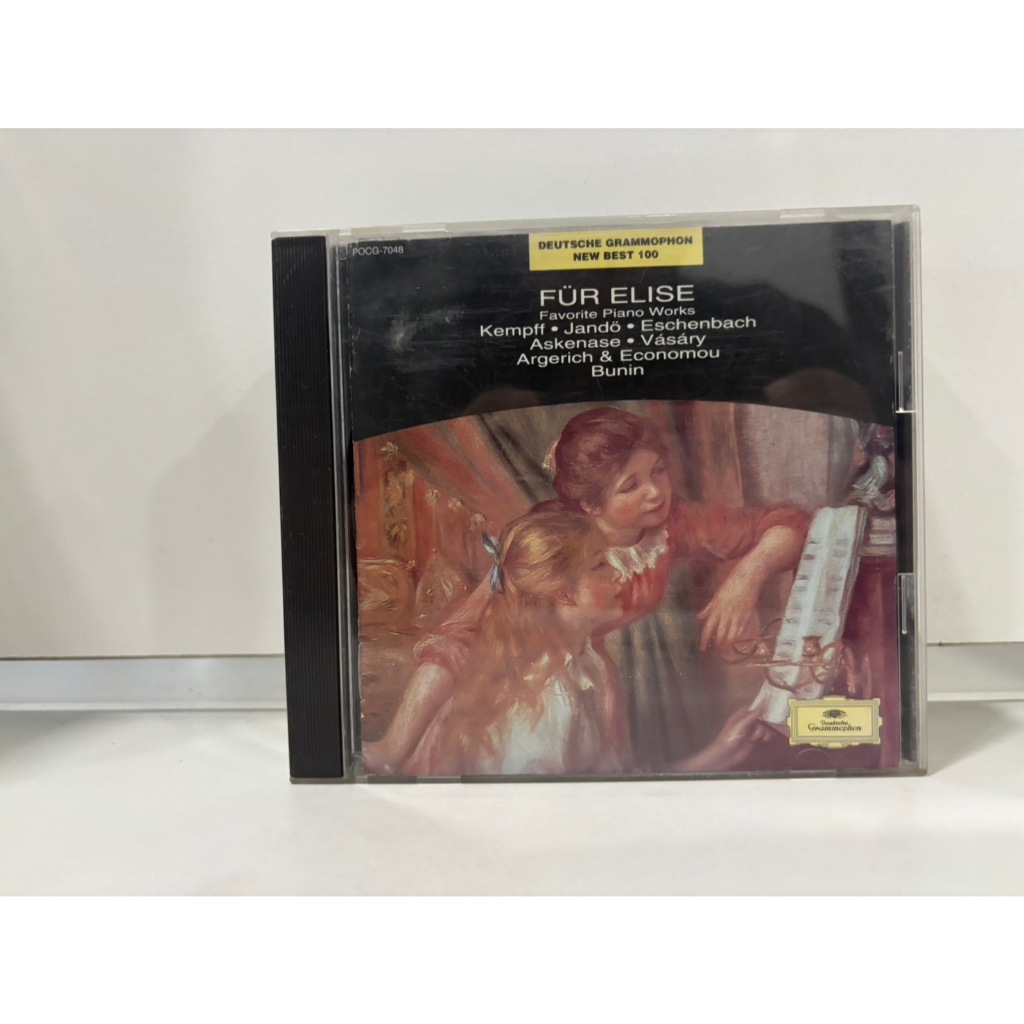 POCG-7048
DEUTSCHE GRAMMOPHON
NEW BEST 100
FÜR ELISE
Favorite Piano Works
Kempff • Jandö • Eschenbach
Askenase • Vásáry
Argerich & Economou
Bunin
Deutsche
Grammophon